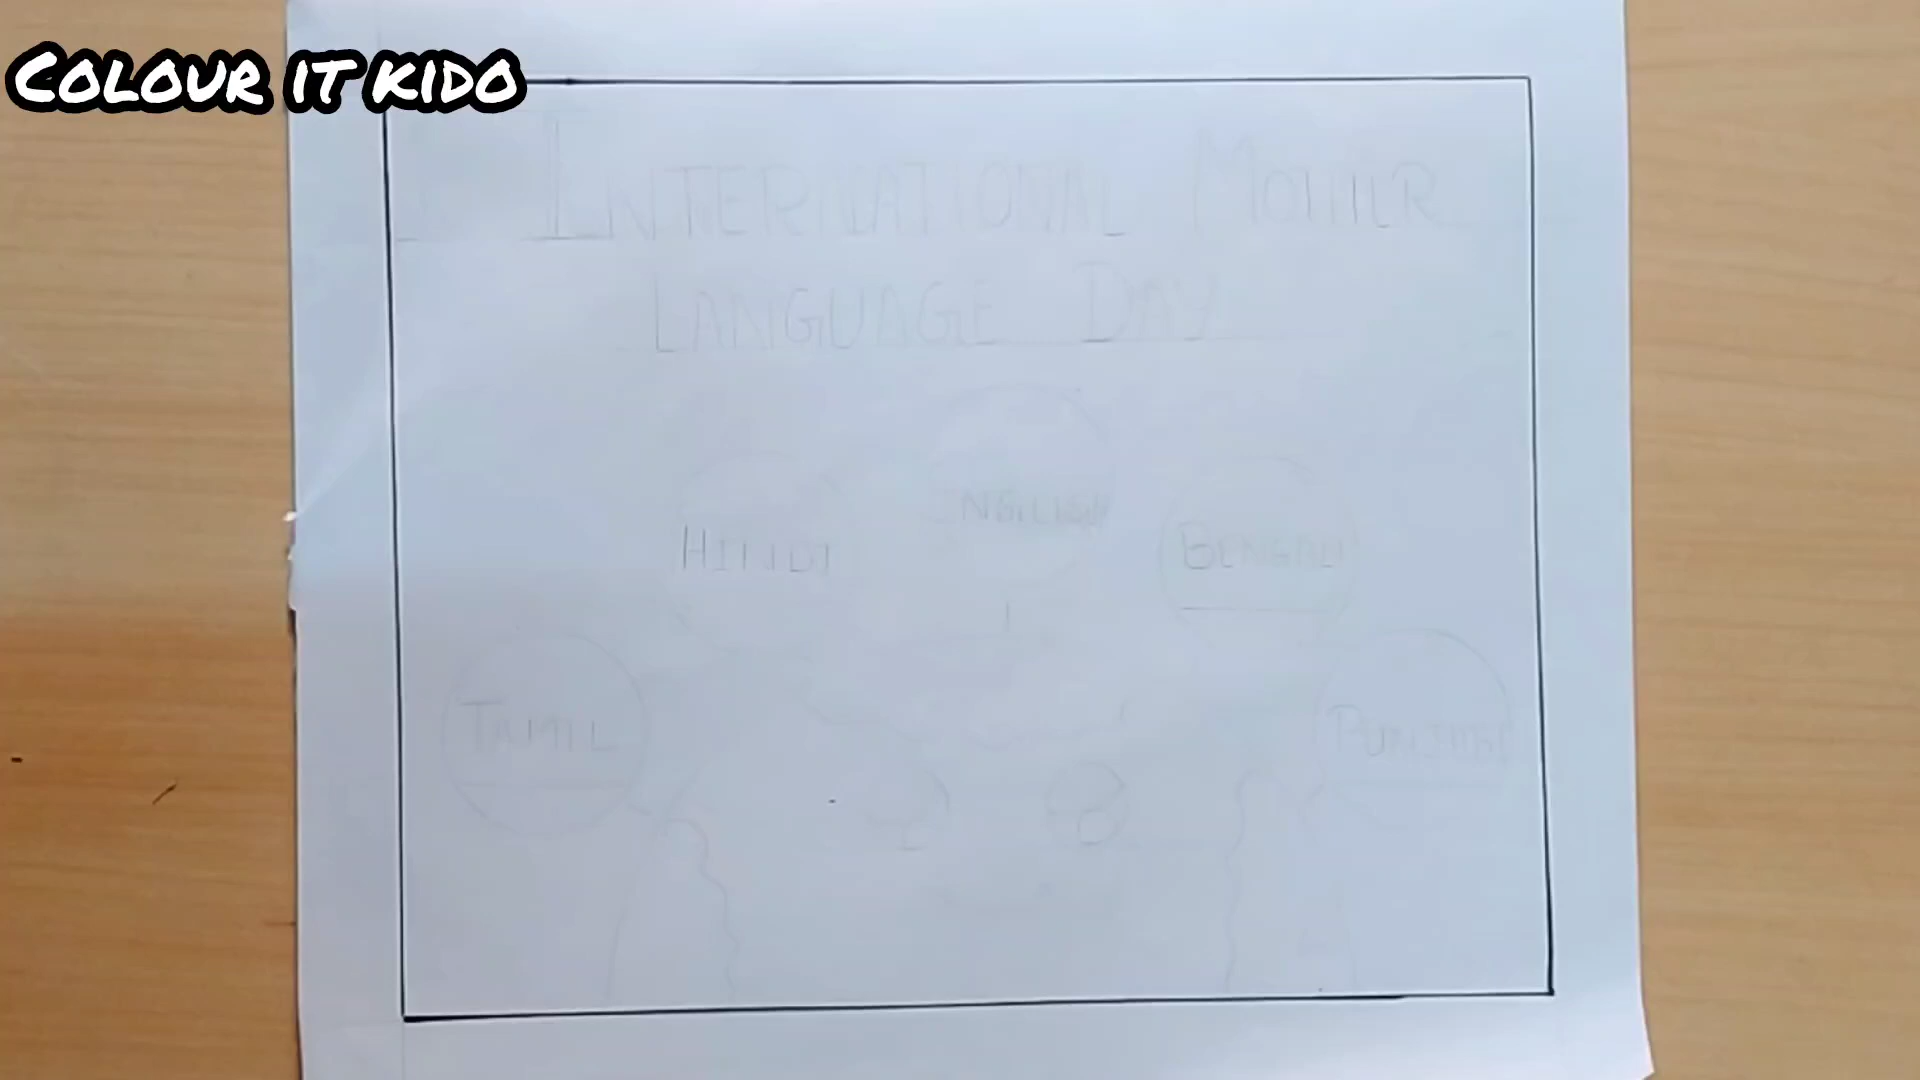 COLOUR IT KIDO
INTERNATIONAL MOTHER
LANGUAGE DAY
ENGLISH
HINDI
BENGALI
TAMIL
PUNJABI